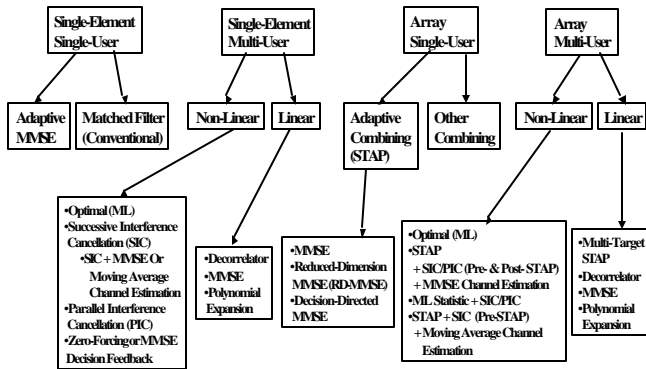 Single-Element
Single-User
Single-Element
Multi-User
Array
Single-User
Array
Multi-User
Adaptive
MMSE
Matched Filter
(Conventional)
Non-Linear
Linear
Adaptive
Combining
(STAP)
Other
Combining
Non-Linear
Linear
•Optimal (ML)
•Successive Interference
Cancellation (SIC)
•SIC + MMSE Or
Moving Average
Channel Estimation
•Parallel Interference
Cancellation (PIC)
•Zero-Forcing or MMSE
Decision Feedback
•Decorrelator
•MMSE
•Polynomial
Expansion
•MMSE
•Reduced-Dimension
MMSE (RD-MMSE)
•Decision-Directed
MMSE
•Optimal (ML)
•STAP
+ SIC/PIC (Pre- & Post- STAP)
+ MMSE Channel Estimation
•ML Statistic + SIC/PIC
•STAP + SIC (Pre-STAP)
+ Moving Average Channel
Estimation
•Multi-Target
STAP
•Decorrelator
•MMSE
•Polynomial
Expansion